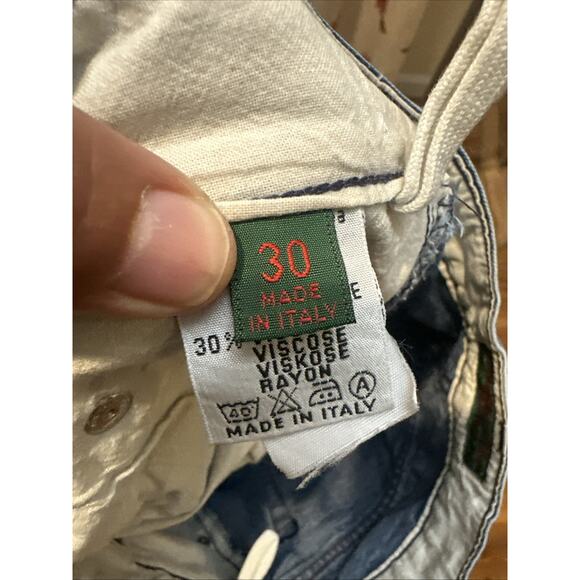 30
MADE
IN ITALY
E
30%
VISCOSE
VISKOSE
RAYON
40° A
MADE IN ITALY